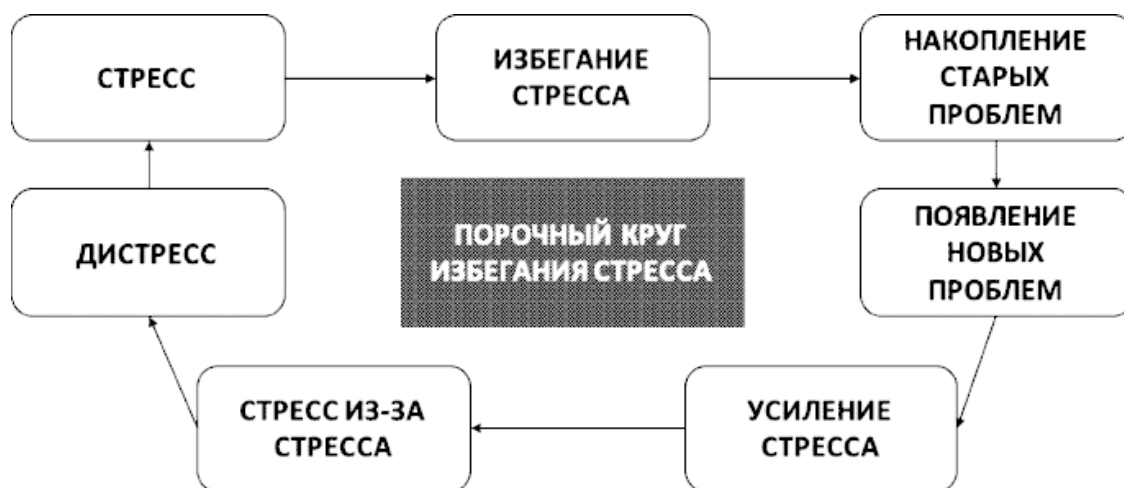 СТРЕСС
ИЗБЕГАНИЕ
СТРЕССА
НАКОПЛЕНИЕ
СТАРЫХ
ПРОБЛЕМ
ПОЯВЛЕНИЕ
НОВЫХ
ПРОБЛЕМ
УСИЛЕНИЕ
СТРЕССА
СТРЕСС ИЗ-ЗА
СТРЕССА
ДИСТРЕСС
ПОРОЧНЫЙ КРУГ
ИЗБЕГАНИЯ СТРЕССА